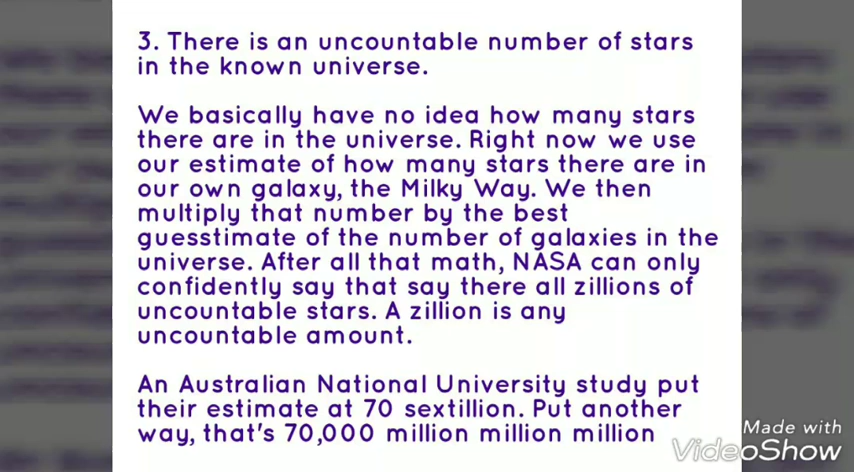 3. There is an uncountable number of stars
in the known universe.
We basically have no idea how many stars
there are in the universe. Right now we use
our estimate of how many stars there are in
our own galaxy, the Milky Way. We then
multiply that number by the best
guesstimate of the number of galaxies in the
universe. After all that math, NASA can only
confidently say that say there all zillions of
uncountable stars. A zillion is any
uncountable amount.
An Australian National University study put
their estimate at 70 sextillion. Put another
way, that's 70,000 million million million
Made with
VideoShow